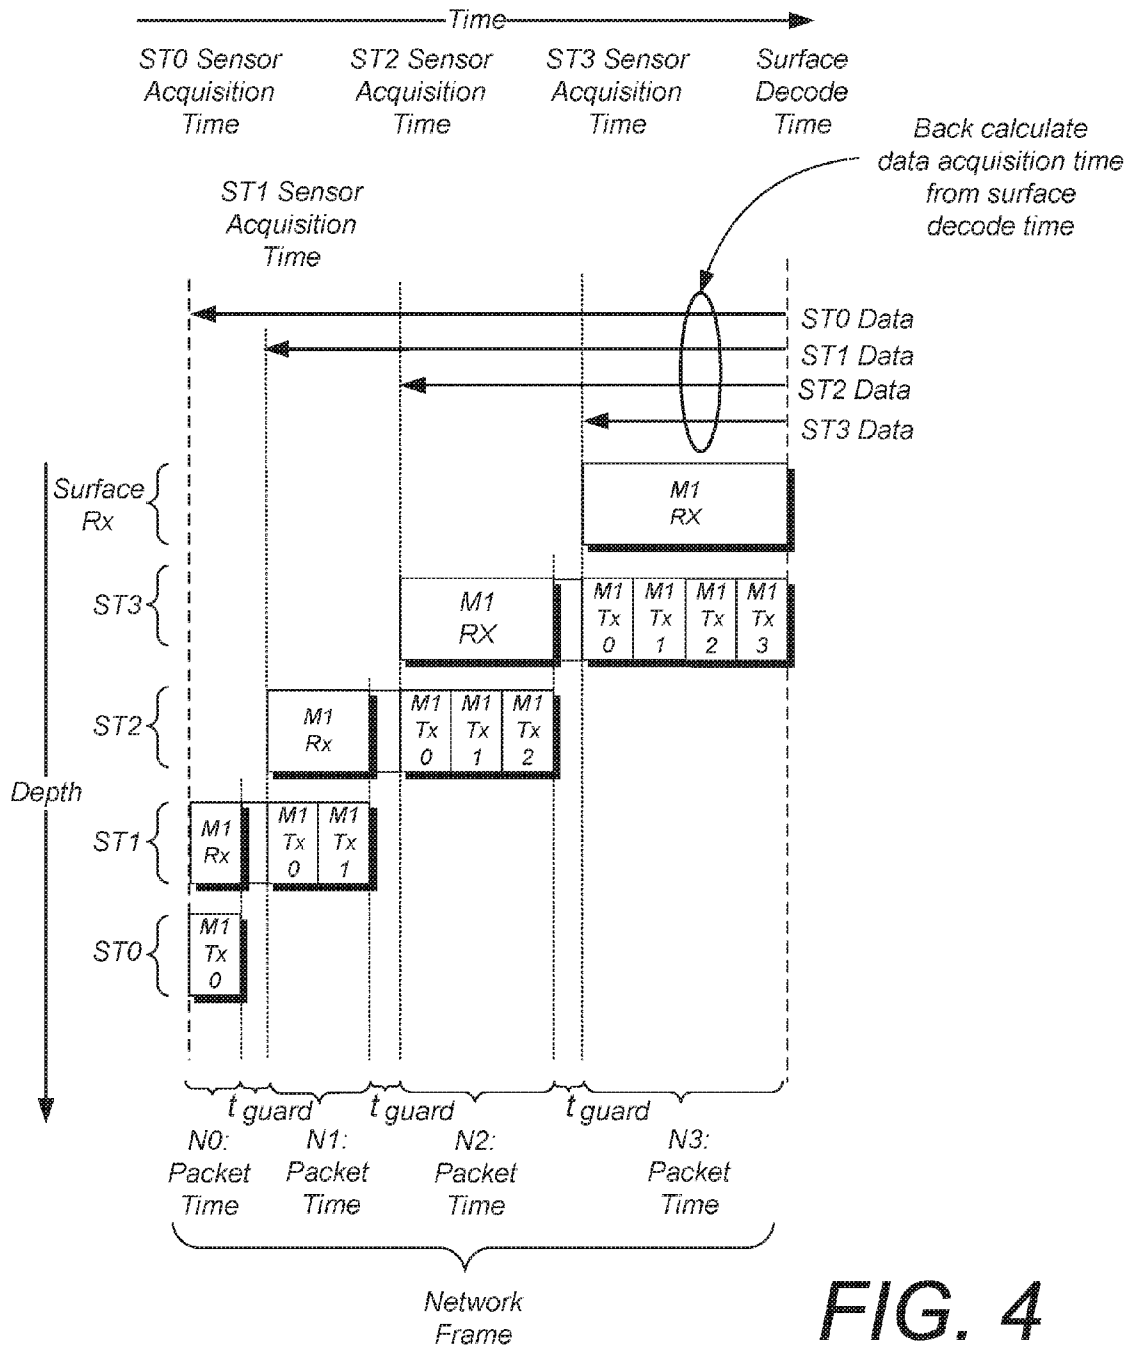 Time
ST0 Sensor
Acquisition
Time
ST2 Sensor
Acquisition
Time
ST3 Sensor
Acquisition
Time
Surface
Decode
Time
Back calculate
data acquisition time
from surface
decode time
ST1 Sensor
Acquisition
Time
ST0 Data
ST1 Data
ST2 Data
ST3 Data
Surface
Rx
M1
RX
ST3
M1
RX
M1
Tx
0
M1
Tx
1
M1
Tx
2
M1
Tx
3
ST2
M1
Rx
M1
Tx
0
M1
Tx
1
M1
Tx
2
Depth
ST1
M1
Rx
M1
Tx
0
M1
Tx
1
ST0
M1
Tx
0
t guard
t guard
t guard
N0:
Packet
Time
N1:
Packet
Time
N2:
Packet
Time
N3:
Packet
Time
Network
Frame
FIG. 4